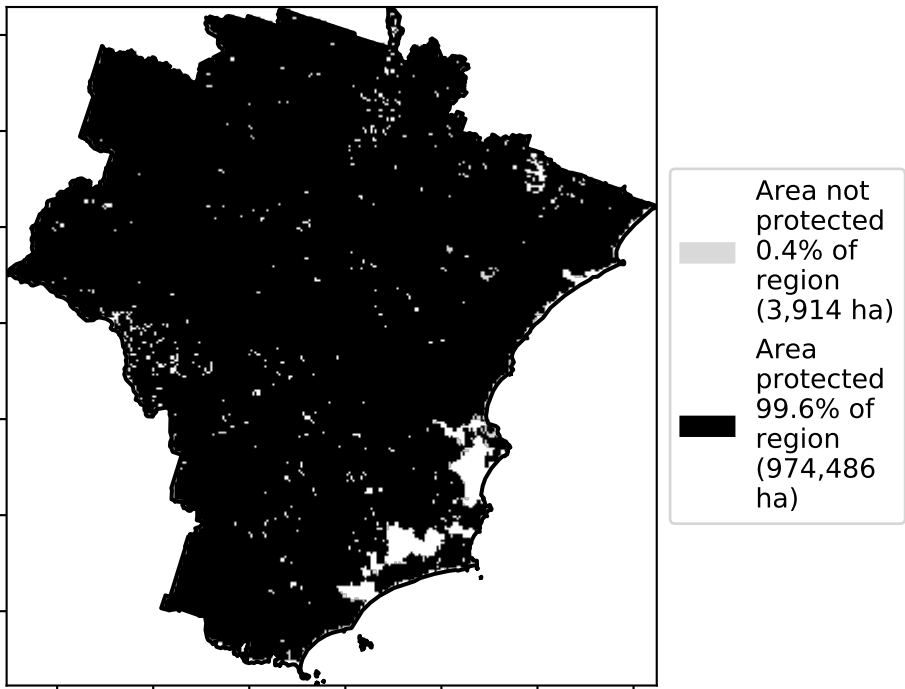 Area not
protected
0.4% of
region
(3,914 ha)
Area
protected
99.6% of
region
(974,486
ha)